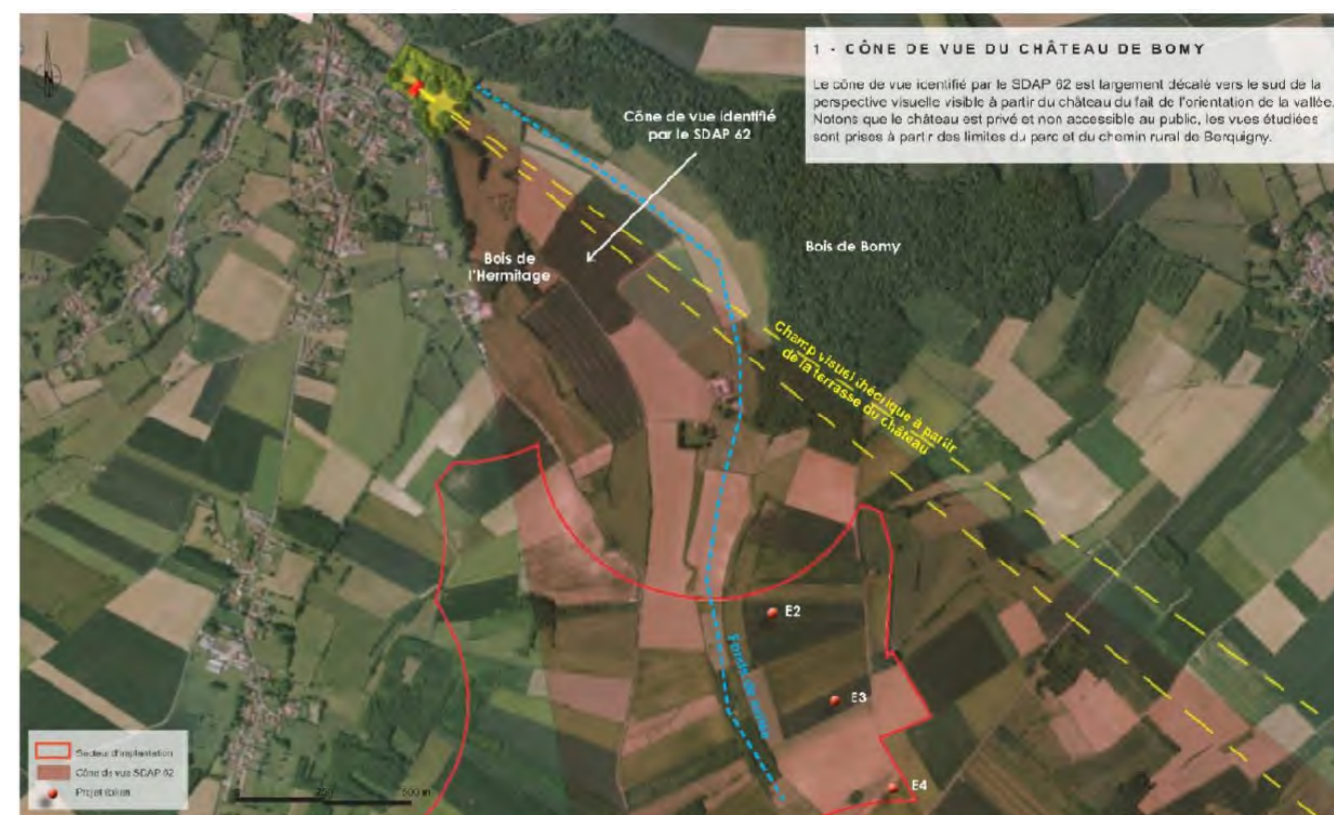 1 - CÔNE DE VUE DU CHÂTEAU DE BOMY
Le cône de vue identifié par le SDAP 62 est largement décalé vers le sud de la
perspective visuelle visible à partir du château du fait de l'orientation de la vallée.
Notons que le château est privé et non accessible au public, les vues étudiées
sont prises à partir des limites du parc et du chemin rural de Berquigny.
Cône de vue identifié
par le SDAP 62
Bois de
l'Hermitage
Bois de Bomy
Champ visuel théorique à partir
de la terrasse du Château
E2
E3
E4
Secteur d'implantation
Cône de vue SDAP 62
Projet éolien
500 m
N